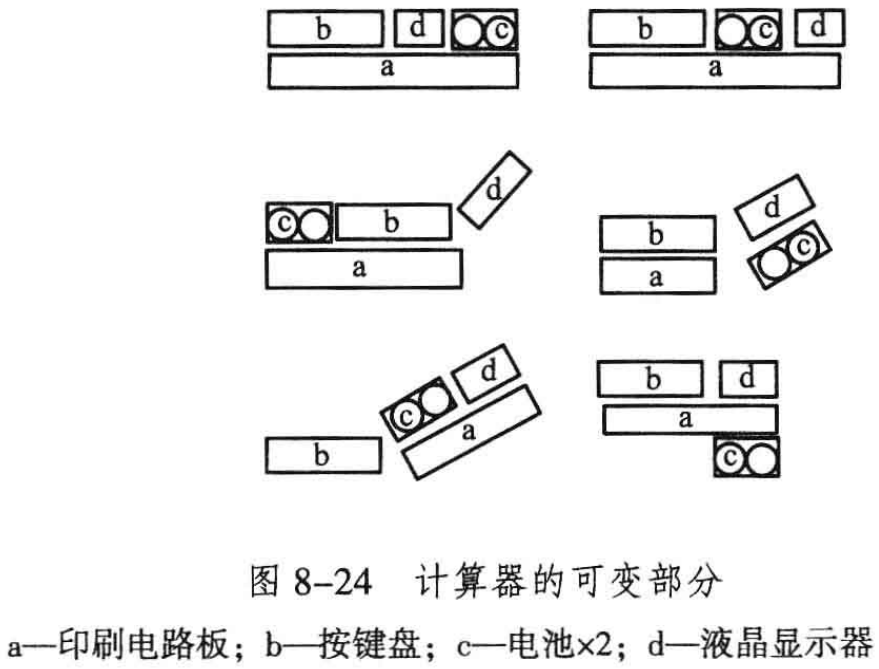 b d c b c d
a a
d
c b d
b c
a a
d b d
c a
a
b c
图 8-24 计算器的可变部分
a—印刷电路板；b—按键盘；c—电池×2；d—液晶显示器